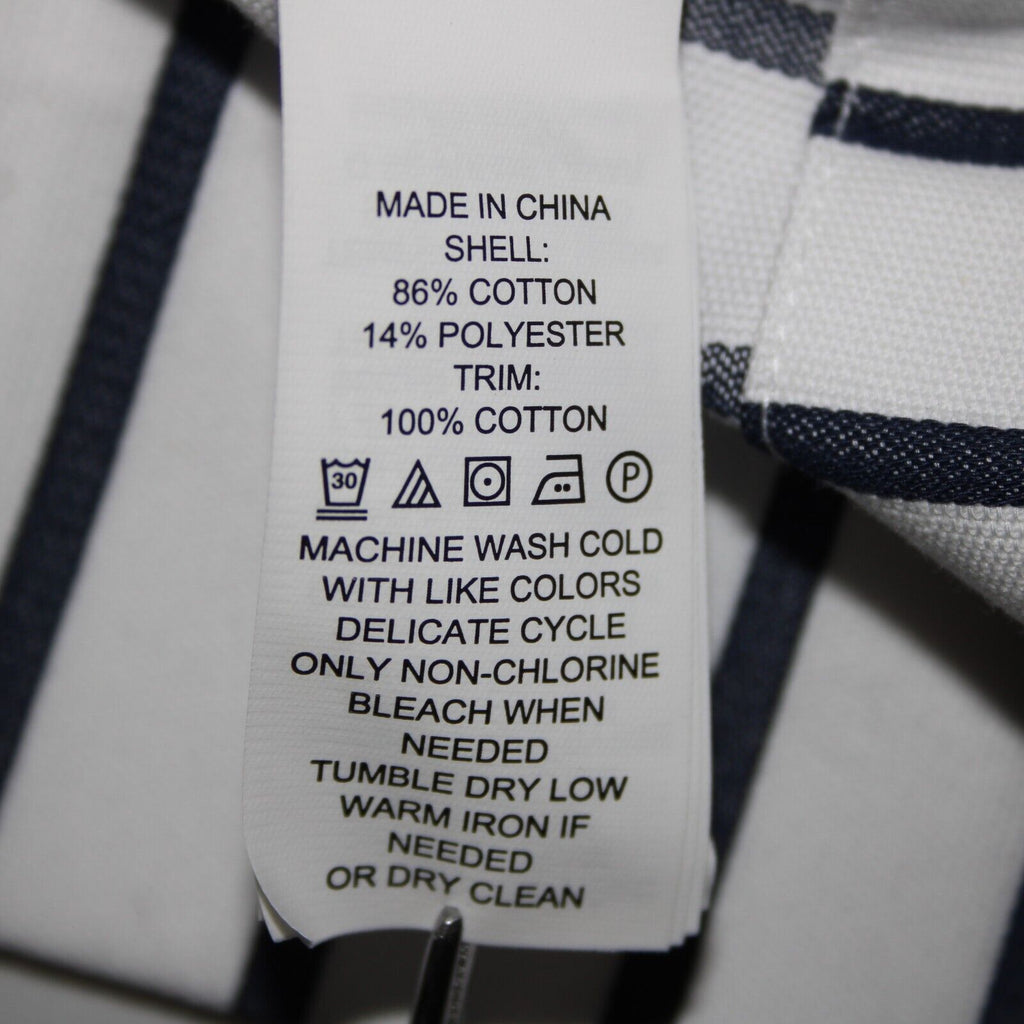 MADE IN CHINA
SHELL:
86% COTTON
14% POLYESTER
TRIM:
100% COTTON
30 P
MACHINE WASH COLD
WITH LIKE COLORS
DELICATE CYCLE
ONLY NON-CHLORINE
BLEACH WHEN
NEEDED
TUMBLE DRY LOW
WARM IRON IF
NEEDED
OR DRY CLEAN